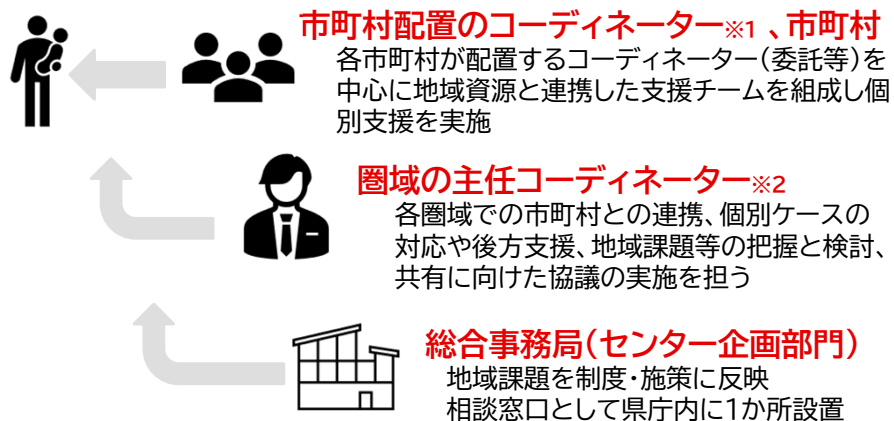 市町村配置のコーディネーター※1 、市町村
各市町村が配置するコーディネーター(委託等)を
中心に地域資源と連携した支援チームを組成し個
別支援を実施
圏域の主任コーディネーター※2
各圏域での市町村との連携、個別ケースの
対応や後方支援、地域課題等の把握と検討、
共有に向けた協議の実施を担う
総合事務局(センター企画部門)
地域課題を制度・施策に反映
相談窓口として県庁内に1か所設置